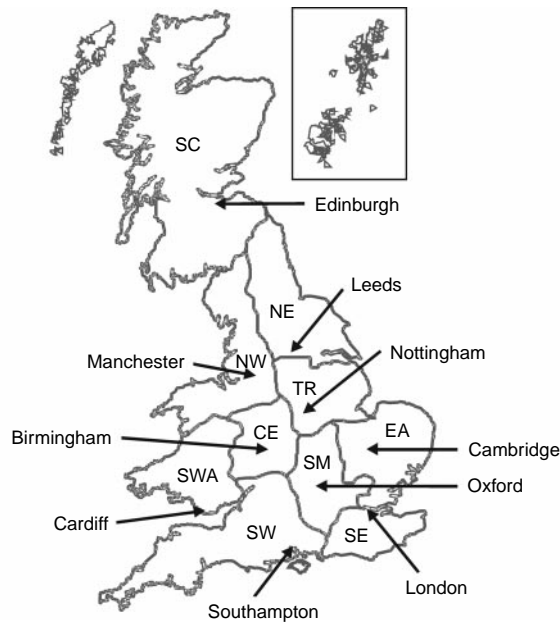 SC
Edinburgh
Leeds
NE
Nottingham
Manchester
NW
TR
Birmingham
CE
EA
Cambridge
SM
SWA
Oxford
Cardiff
SW
SE
London
Southampton